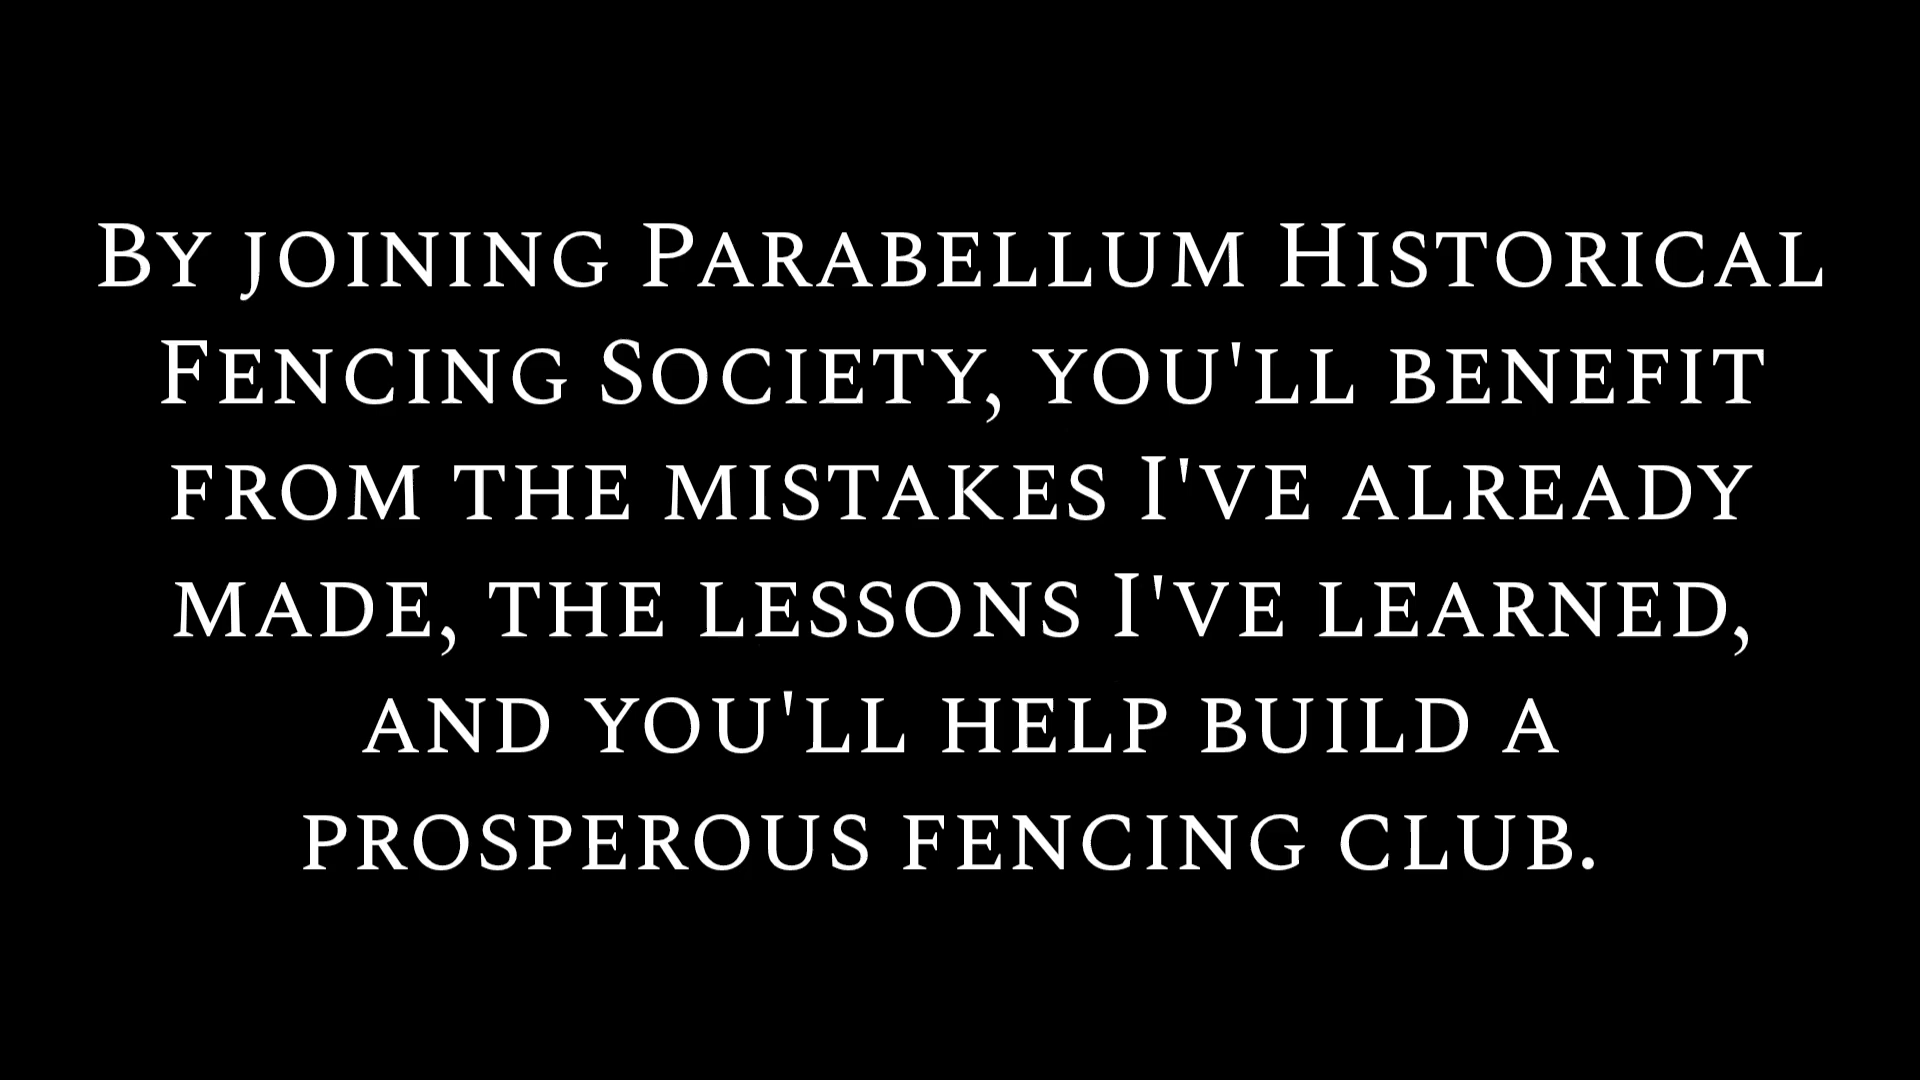 By joining Parabellum Historical
Fencing Society, you'll benefit
from the mistakes I've already
made, the lessons I've learned,
and you'll help build a
prosperous fencing club.